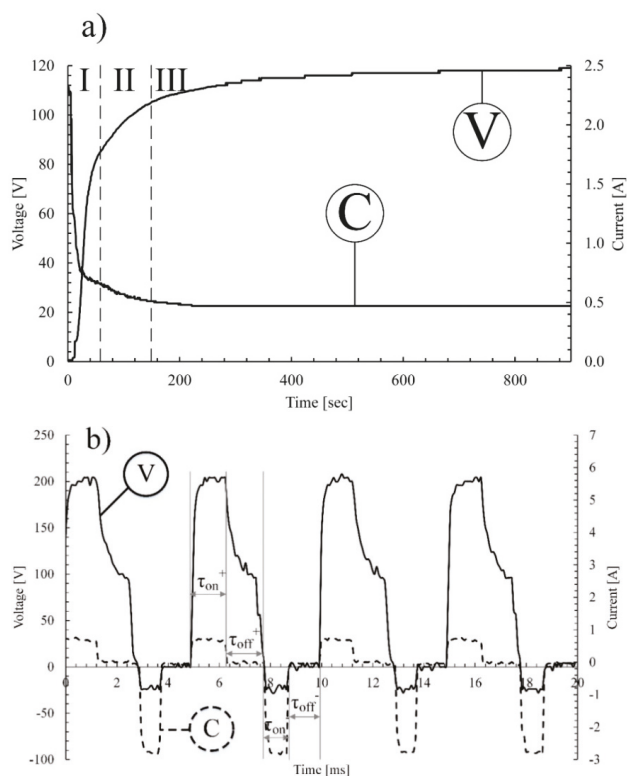 a)
120
100
80
60
40
20
0
Voltage [V]
I II III
V
C
2.5
2.0
1.5
1.0
0.5
0.0
Current [A]
0 200 400 600 800
Time [sec]
b)
250
200
150
100
50
0
-50
-100
Voltage [V]
V
τon+
τoff+
τon-
τoff-
C
7
6
5
4
3
2
1
0
-1
-2
-3
Current [A]
0 2 4 6 8 10 12 14 16 18 20
Time [ms]